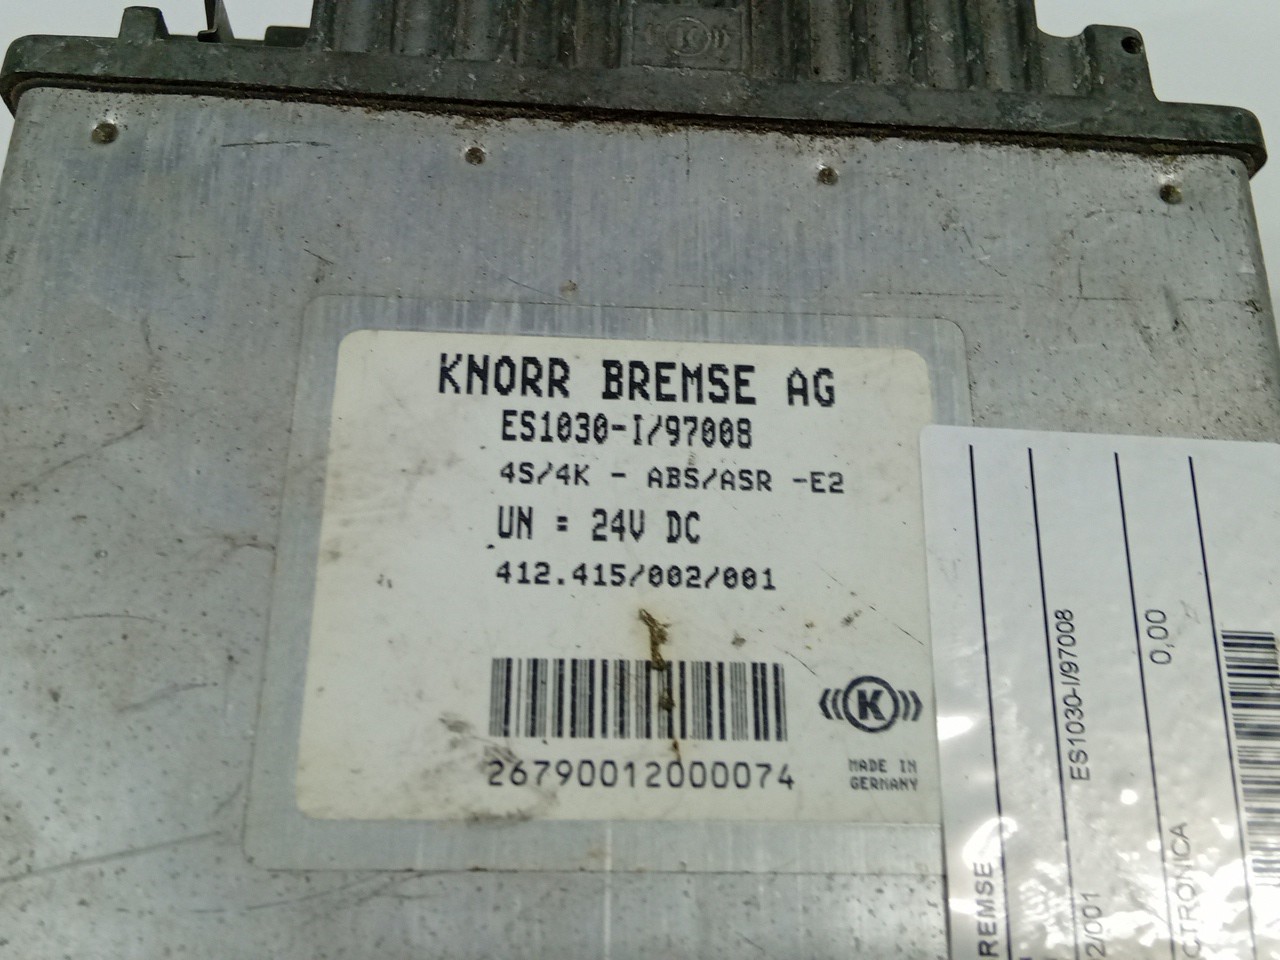 K
KNORR BREMSE AG
ES1030-I/97008
4S/4K - ABS/ASR -E2
UN = 24V DC
412.415/002/001
26790012000074
K
MADE IN
GERMANY
REMSE
ES1030-I/97008
2/001
0,00
CTRONICA